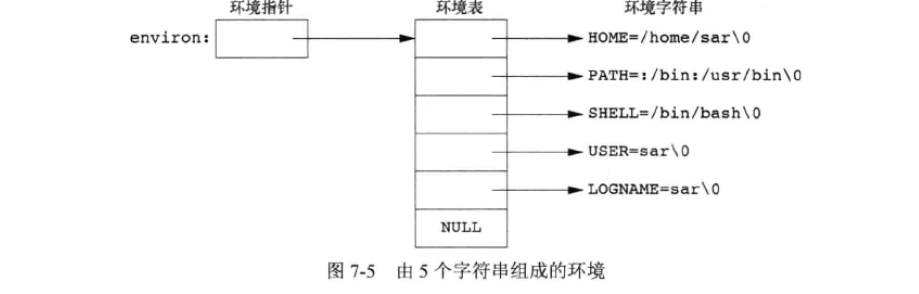 环境指针 环境表 环境字符串
environ: HOME=/home/sar\0
PATH=:/bin:/usr/bin\0
SHELL=/bin/bash\0
USER=sar\0
LOGNAME=sar\0
NULL
图 7-5 由 5 个字符串组成的环境